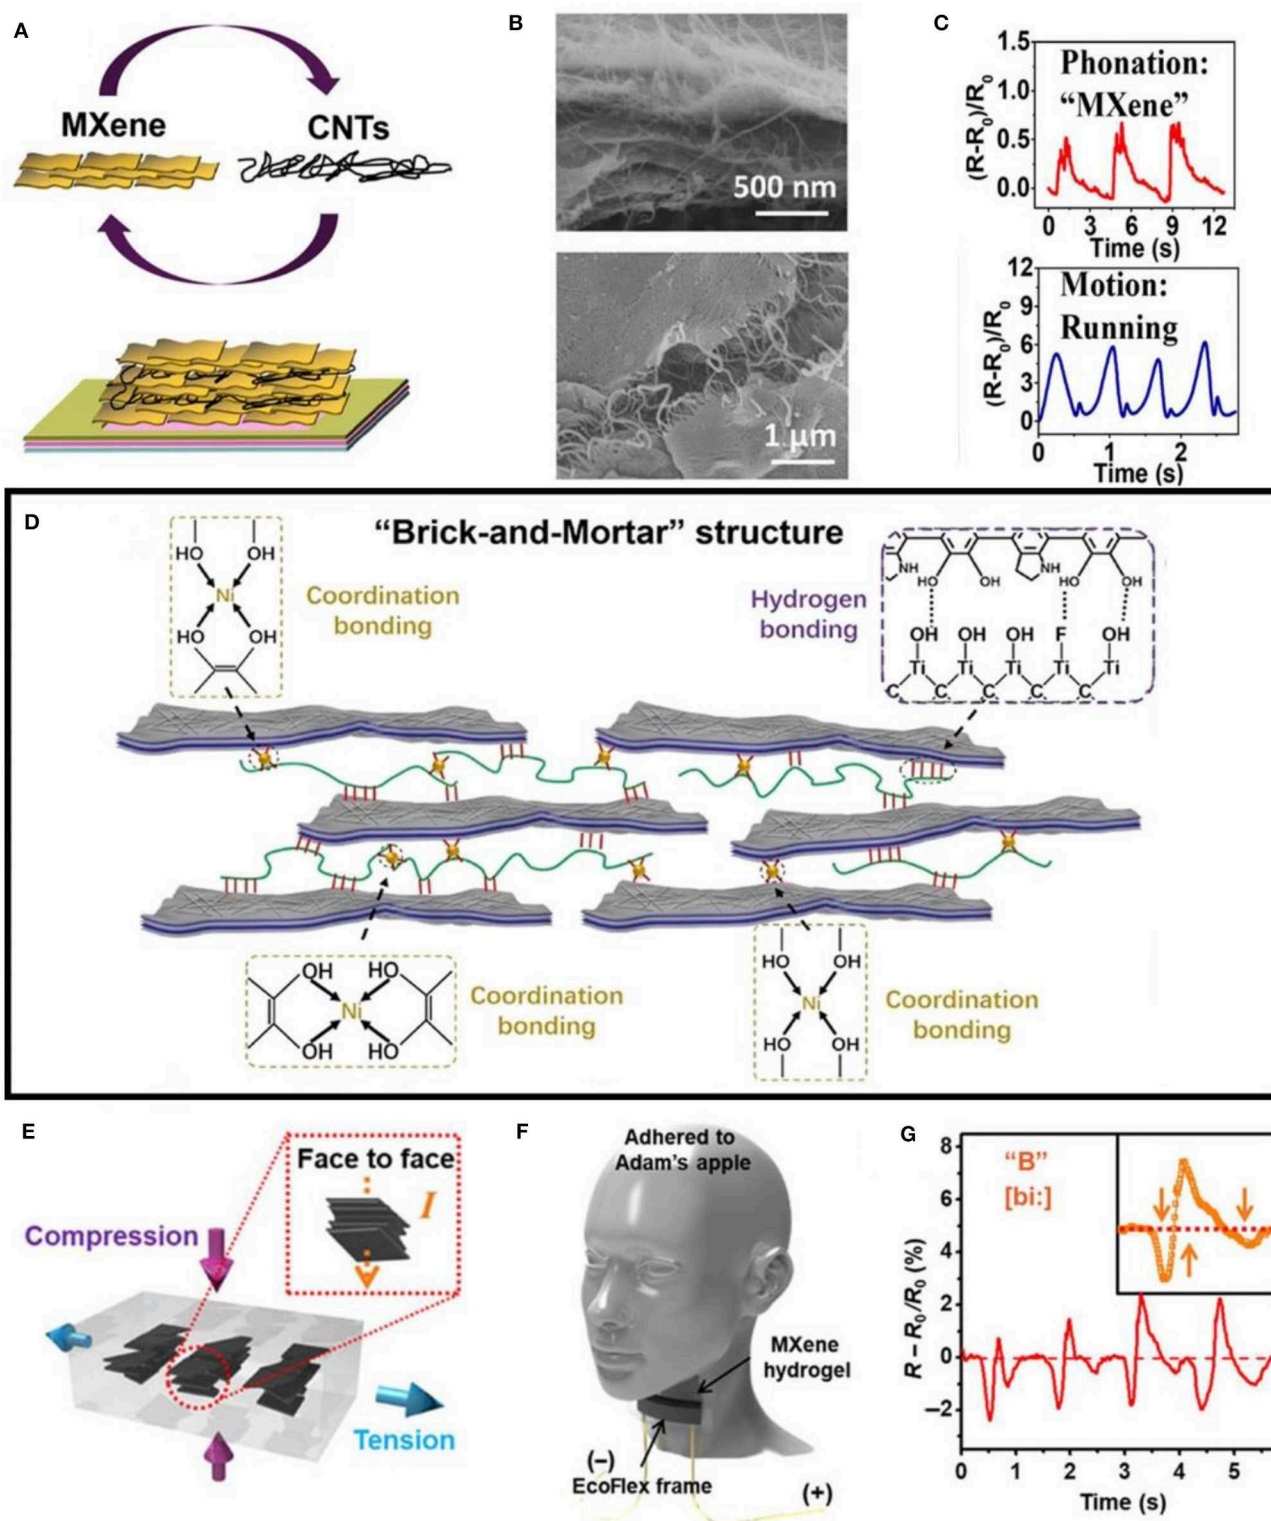 A
MXene
CNTs
B
500 nm
1 μm
C
1.5
1.0
0.5
0.0
(R-R₀)/R₀
Phonation:
“MXene”
0 3 6 9 12
Time (s)
12
9
6
3
0
(R-R₀)/R₀
Motion:
Running
0 1 2
Time (s)
D
“Brick-and-Mortar” structure
HO OH
Ni
HO OH
Coordination
bonding
Hydrogen
bonding
NH HO OH NH HO OH
OH OH OH F OH
Ti Ti Ti Ti Ti
C C C C C
OH HO
Ni
OH HO
Coordination
bonding
HO OH
Ni
HO OH
Coordination
bonding
E
Face to face
I
Compression
Tension
F
Adhered to
Adam’s apple
MXene
hydrogel
(−)
EcoFlex frame
(+)
G
8
6
4
2
0
−2
R − R₀/R₀ (%)
“B”
[bi:]
0 1 2 3 4 5
Time (s)